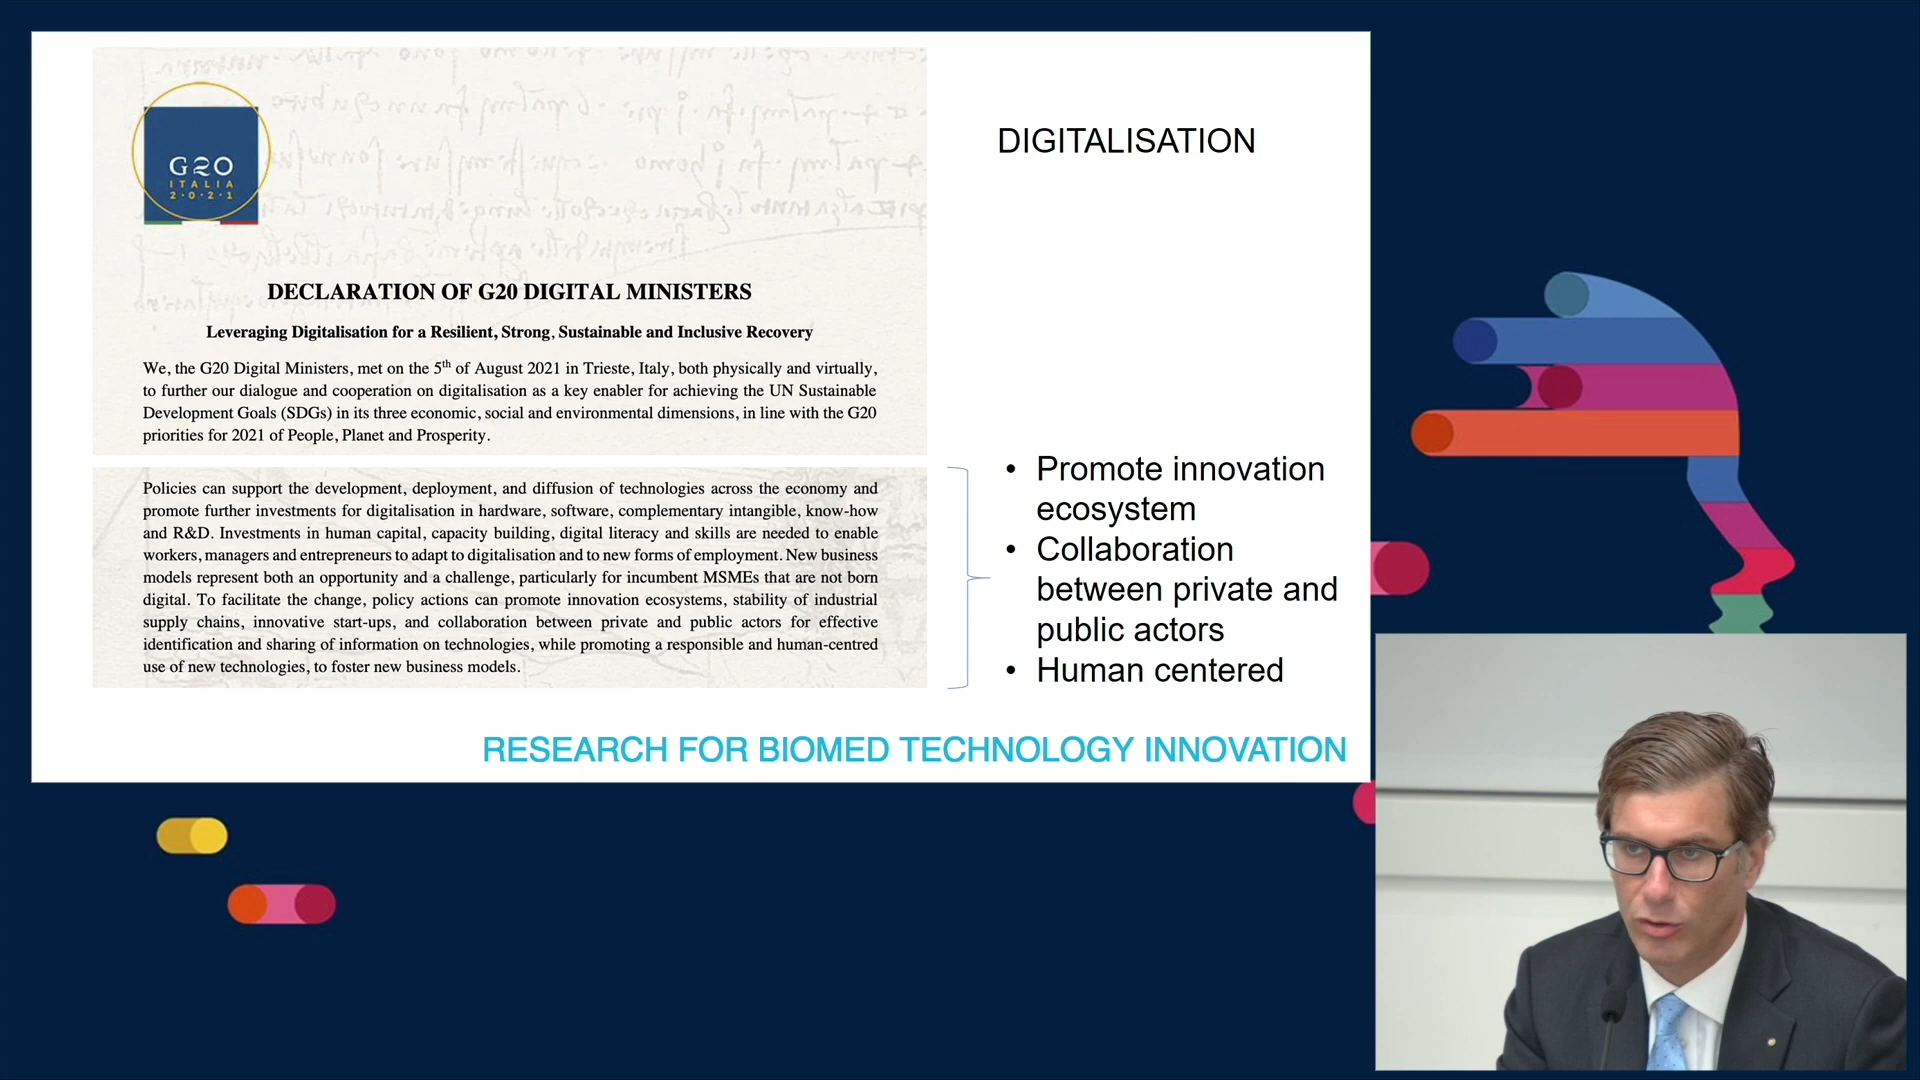 G20
ITALIA
2·0·2·1
DECLARATION OF G20 DIGITAL MINISTERS
Leveraging Digitalisation for a Resilient, Strong, Sustainable and Inclusive Recovery
We, the G20 Digital Ministers, met on the 5th of August 2021 in Trieste, Italy, both physically and virtually,
to further our dialogue and cooperation on digitalisation as a key enabler for achieving the UN Sustainable
Development Goals (SDGs) in its three economic, social and environmental dimensions, in line with the G20
priorities for 2021 of People, Planet and Prosperity.
Policies can support the development, deployment, and diffusion of technologies across the economy and
promote further investments for digitalisation in hardware, software, complementary intangible, know-how
and R&D. Investments in human capital, capacity building, digital literacy and skills are needed to enable
workers, managers and entrepreneurs to adapt to digitalisation and to new forms of employment. New business
models represent both an opportunity and a challenge, particularly for incumbent MSMEs that are not born
digital. To facilitate the change, policy actions can promote innovation ecosystems, stability of industrial
supply chains, innovative start-ups, and collaboration between private and public actors for effective
identification and sharing of information on technologies, while promoting a responsible and human-centred
use of new technologies, to foster new business models.
DIGITALISATION
• Promote innovation
ecosystem
• Collaboration
between private and
public actors
• Human centered
RESEARCH FOR BIOMED TECHNOLOGY INNOVATION